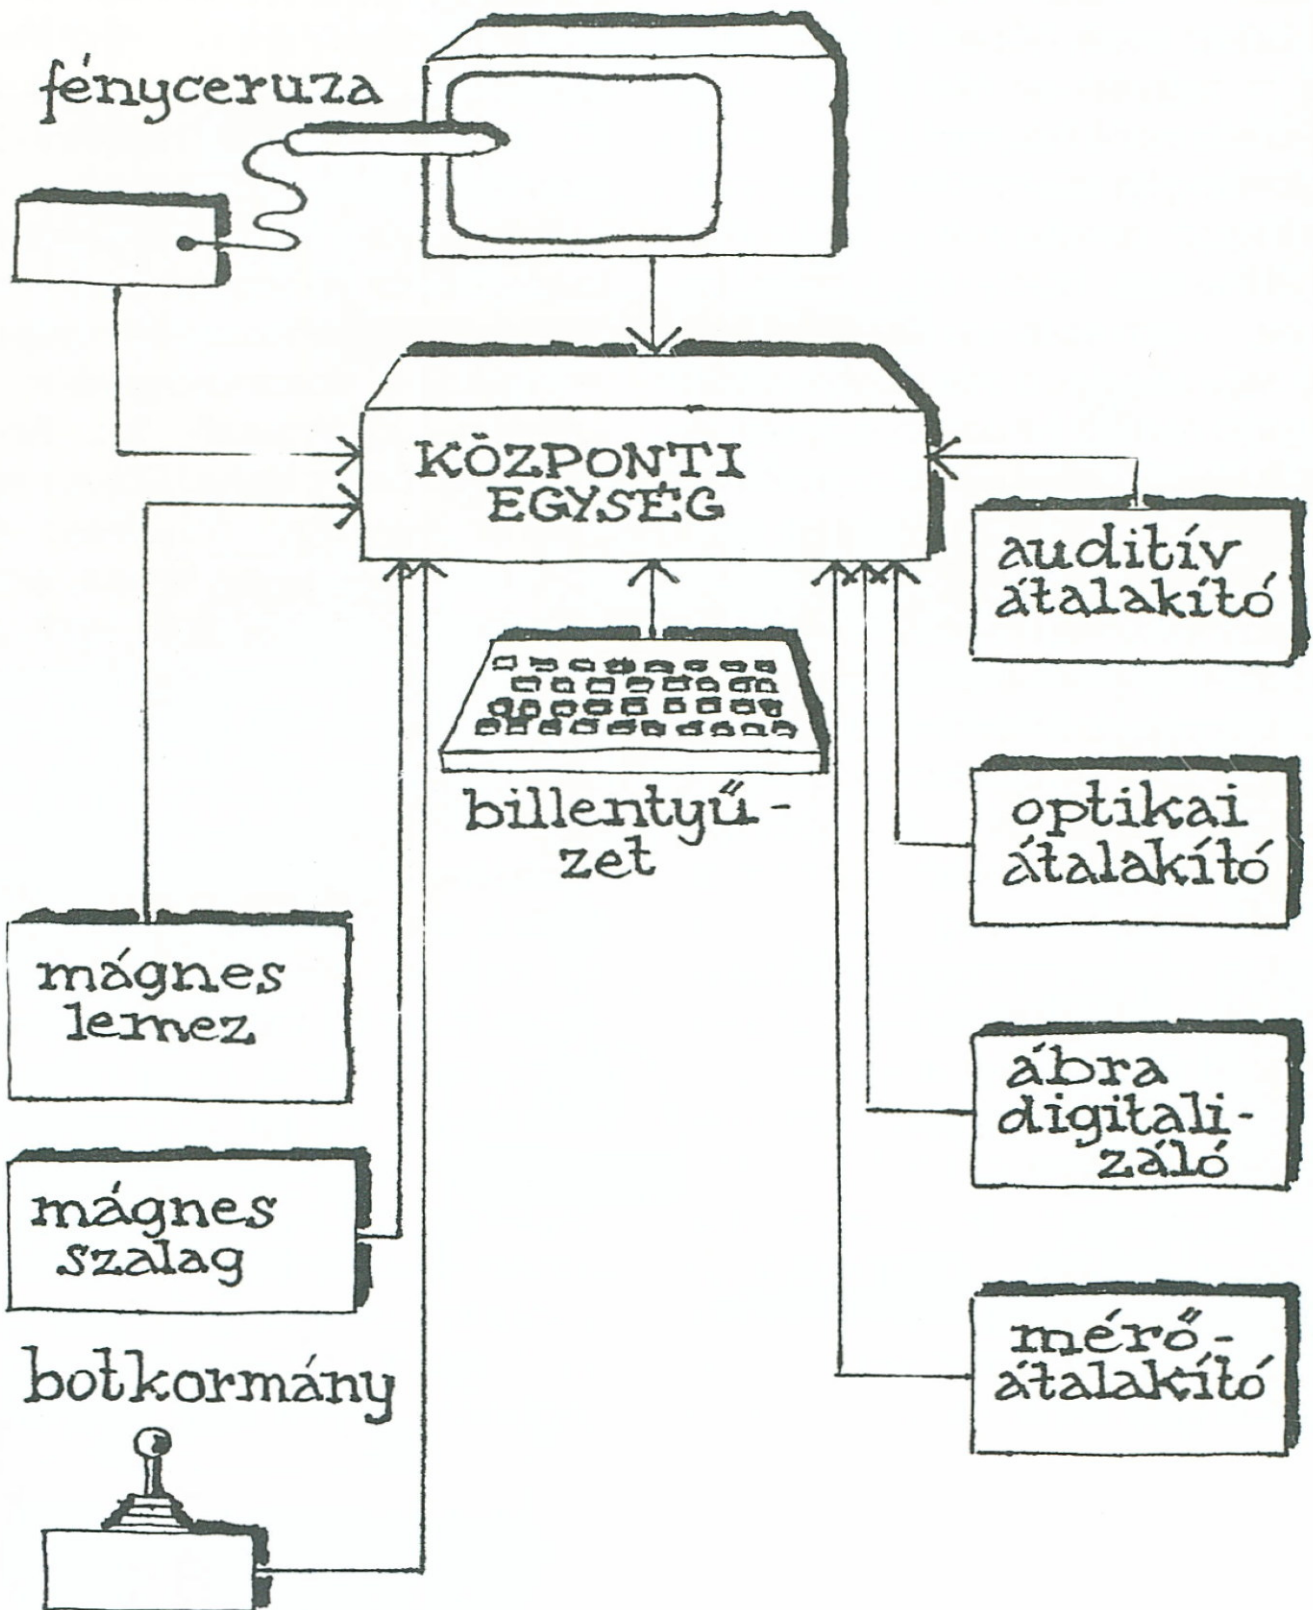 fényceruza
KÖZPONTI
EGYSÉG
auditív
átalakító
billentyű-
zet
optikai
átalakító
mágnes
lemez
ábra
digitali-
záló
mágnes
szalag
mérő-
átalakító
botkormány